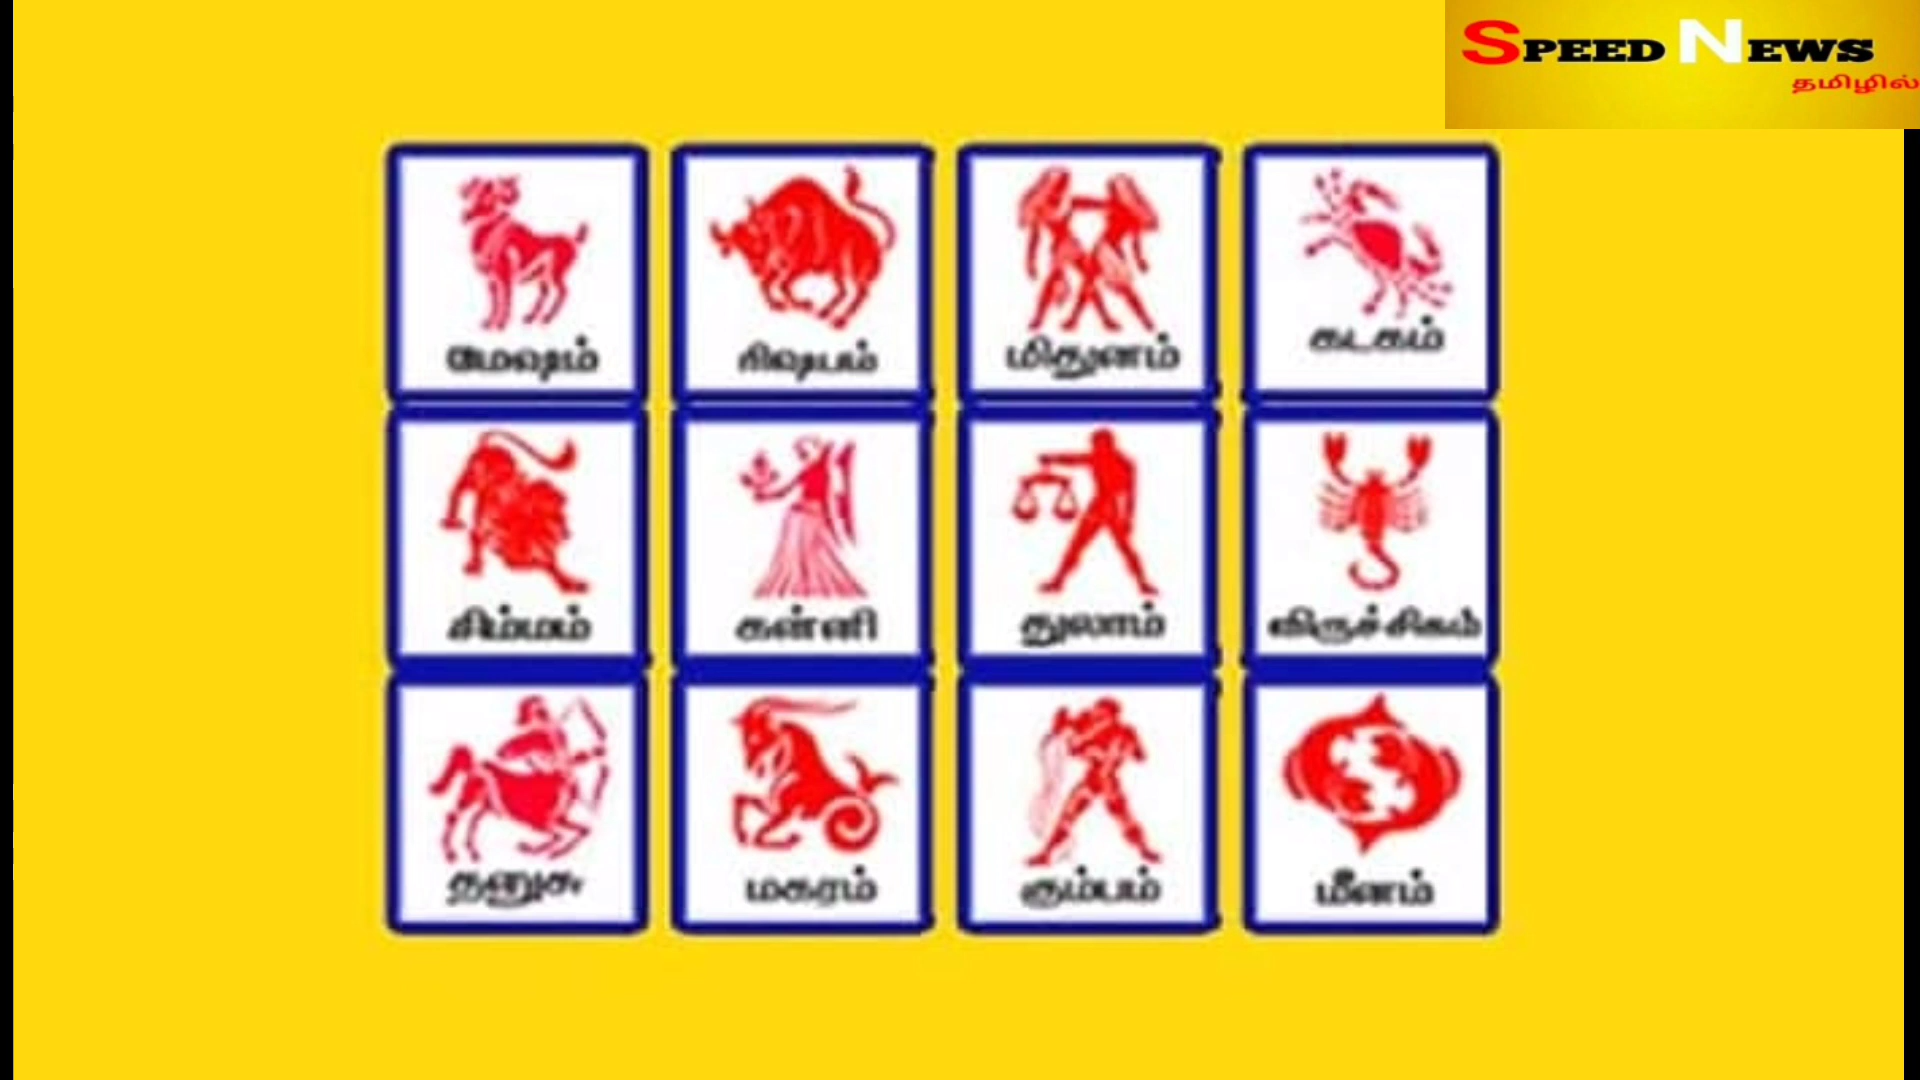 SPEED NEWS
தமிழில்
மேஷம்
ரிஷபம்
மிதுனம்
கடகம்
சிம்மம்
கன்னி
துலாம்
விருச்சிகம்
தனுசு
மகரம்
கும்பம்
மீனம்